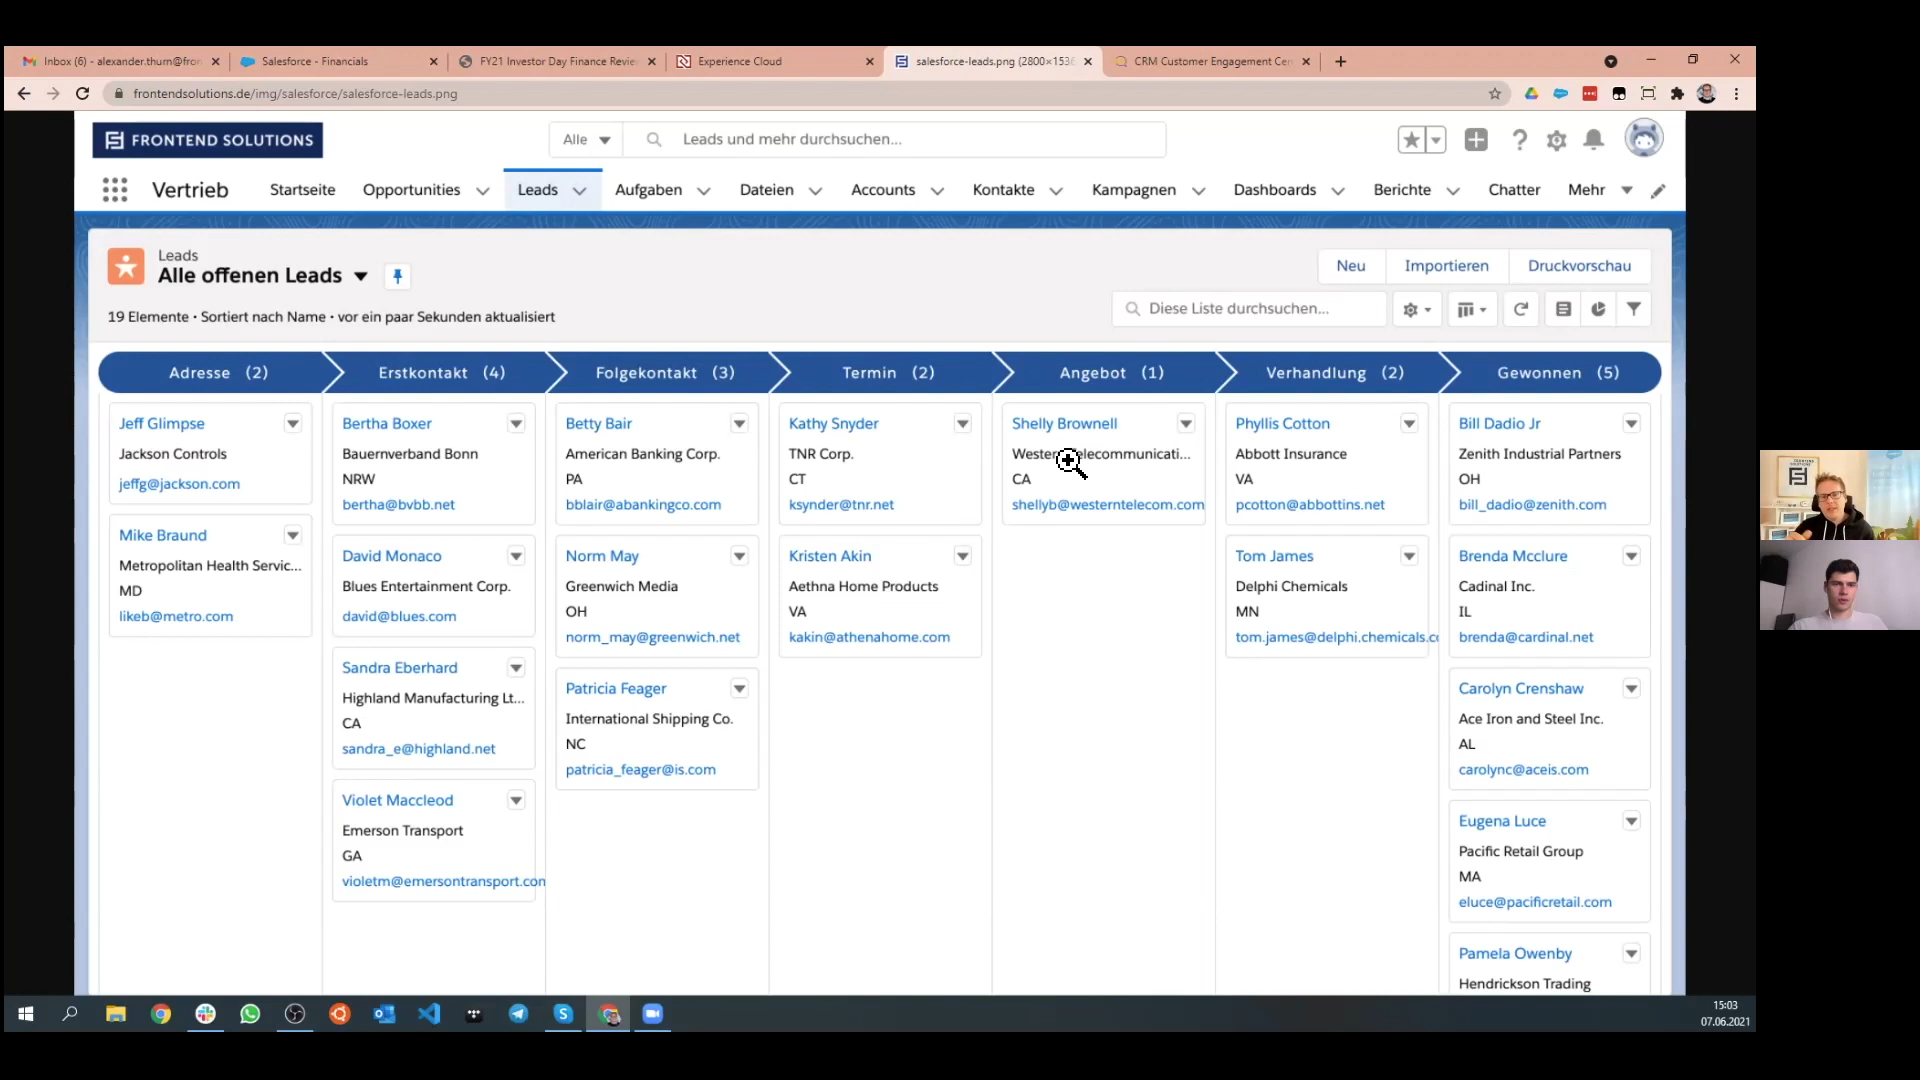 Inbox (6) - alexander.thurn@fron
Salesforce - Financials
FY21 Investor Day Finance Revie
Experience Cloud
salesforce-leads.png (2800×1536
CRM Customer Engagement Cen
frontendsolutions.de/img/salesforce/salesforce-leads.png
FRONTEND SOLUTIONS
Alle
Leads und mehr durchsuchen...
Vertrieb
Startseite
Opportunities
Leads
Aufgaben
Dateien
Accounts
Kontakte
Kampagnen
Dashboards
Berichte
Chatter
Mehr
Leads
Alle offenen Leads
Neu
Importieren
Druckvorschau
19 Elemente • Sortiert nach Name • vor ein paar Sekunden aktualisiert
Diese Liste durchsuchen...
Adresse (2)
Erstkontakt (4)
Folgekontakt (3)
Termin (2)
Angebot (1)
Verhandlung (2)
Gewonnen (5)
Jeff Glimpse
Jackson Controls
jeffg@jackson.com
Mike Braund
Metropolitan Health Servic...
MD
likeb@metro.com
Bertha Boxer
Bauernverband Bonn
NRW
bertha@bvbb.net
David Monaco
Blues Entertainment Corp.
david@blues.com
Sandra Eberhard
Highland Manufacturing Lt...
CA
sandra_e@highland.net
Violet Maccleod
Emerson Transport
GA
violetm@emersontransport.con
Betty Bair
American Banking Corp.
PA
bblair@abankingco.com
Norm May
Greenwich Media
OH
norm_may@greenwich.net
Patricia Feager
International Shipping Co.
NC
patricia_feager@is.com
Kathy Snyder
TNR Corp.
CT
ksynder@tnr.net
Kristen Akin
Aethna Home Products
VA
kakin@athenahome.com
Shelly Brownell
Western Telecommunicati...
CA
shellyb@westerntelecom.com
Phyllis Cotton
Abbott Insurance
VA
pcotton@abbottins.net
Tom James
Delphi Chemicals
MN
tom.james@delphi.chemicals.co
Bill Dadio Jr
Zenith Industrial Partners
OH
bill_dadio@zenith.com
Brenda Mcclure
Cadinal Inc.
IL
brenda@cardinal.net
Carolyn Crenshaw
Ace Iron and Steel Inc.
AL
carolync@aceis.com
Eugena Luce
Pacific Retail Group
MA
eluce@pacificretail.com
Pamela Owenby
Hendrickson Trading
15:03
07.06.2021